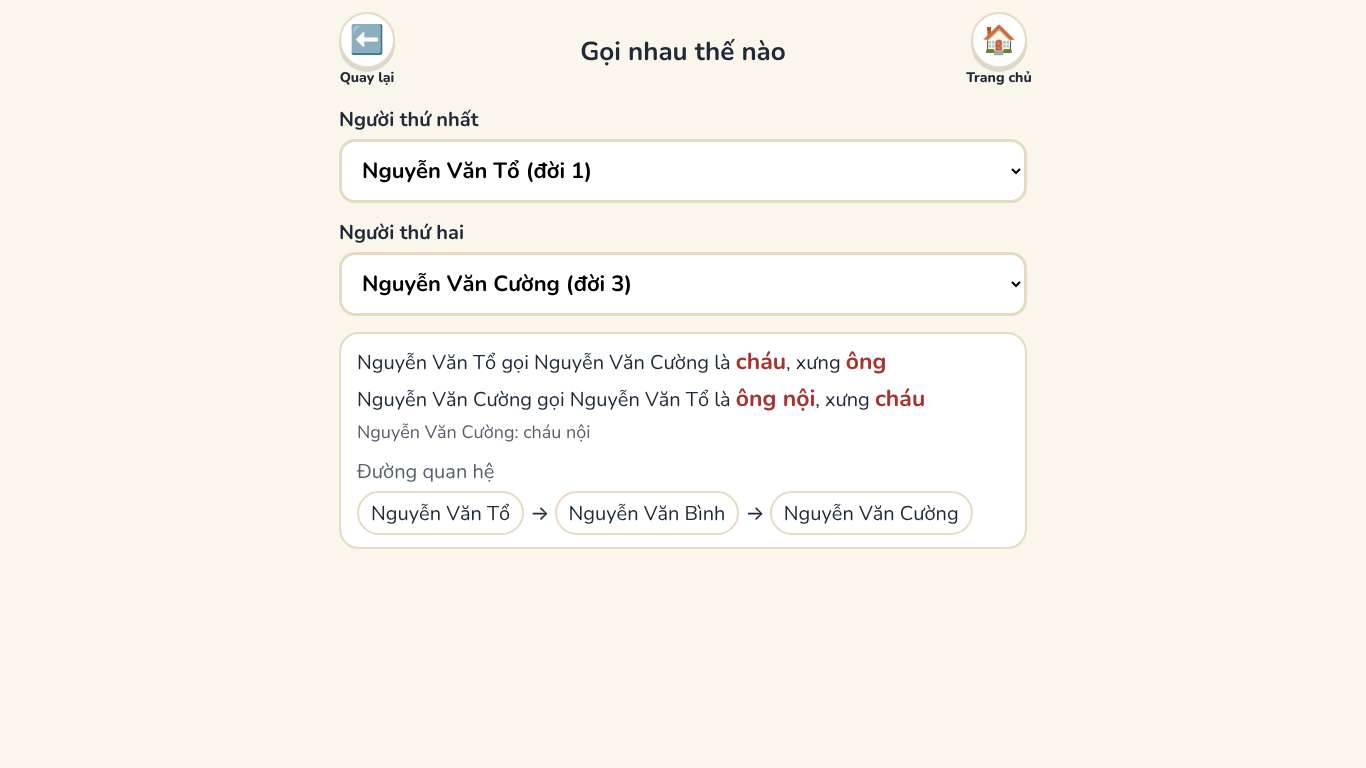 Gọi nhau thế nào
Quay lại
Trang chủ
Người thứ nhất
Nguyễn Văn Tổ (đời 1)
Người thứ hai
Nguyễn Văn Cường (đời 3)
Nguyễn Văn Tổ gọi Nguyễn Văn Cường là cháu, xưng ông
Nguyễn Văn Cường gọi Nguyễn Văn Tổ là ông nội, xưng cháu
Nguyễn Văn Cường: cháu nội
Đường quan hệ
Nguyễn Văn Tổ → Nguyễn Văn Bình → Nguyễn Văn Cường